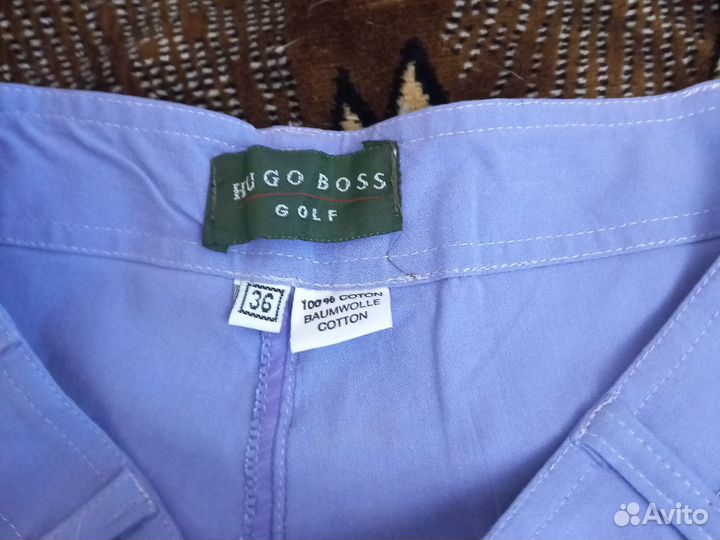 HUGO BOSS
GOLF
36
100% COTON
BAUMWOLLE
COTTON
Avito